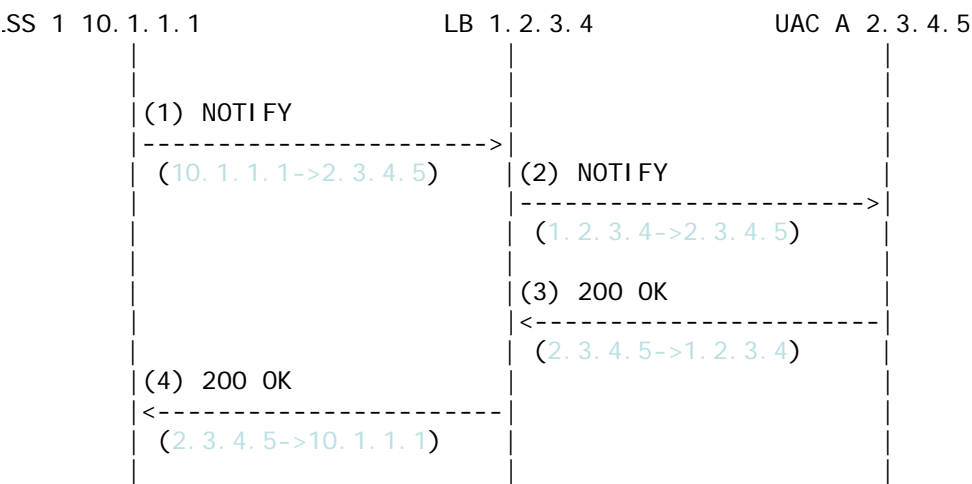 .SS 1 10.1.1.1 LB 1.2.3.4 UAC A 2.3.4.5
(1) NOTIFY
----------------------->
(10.1.1.1->2.3.4.5) (2) NOTIFY
----------------------->
(1.2.3.4->2.3.4.5)
(3) 200 OK
<-----------------------
(2.3.4.5->1.2.3.4)
(4) 200 OK
<-----------------------
(2.3.4.5->10.1.1.1)